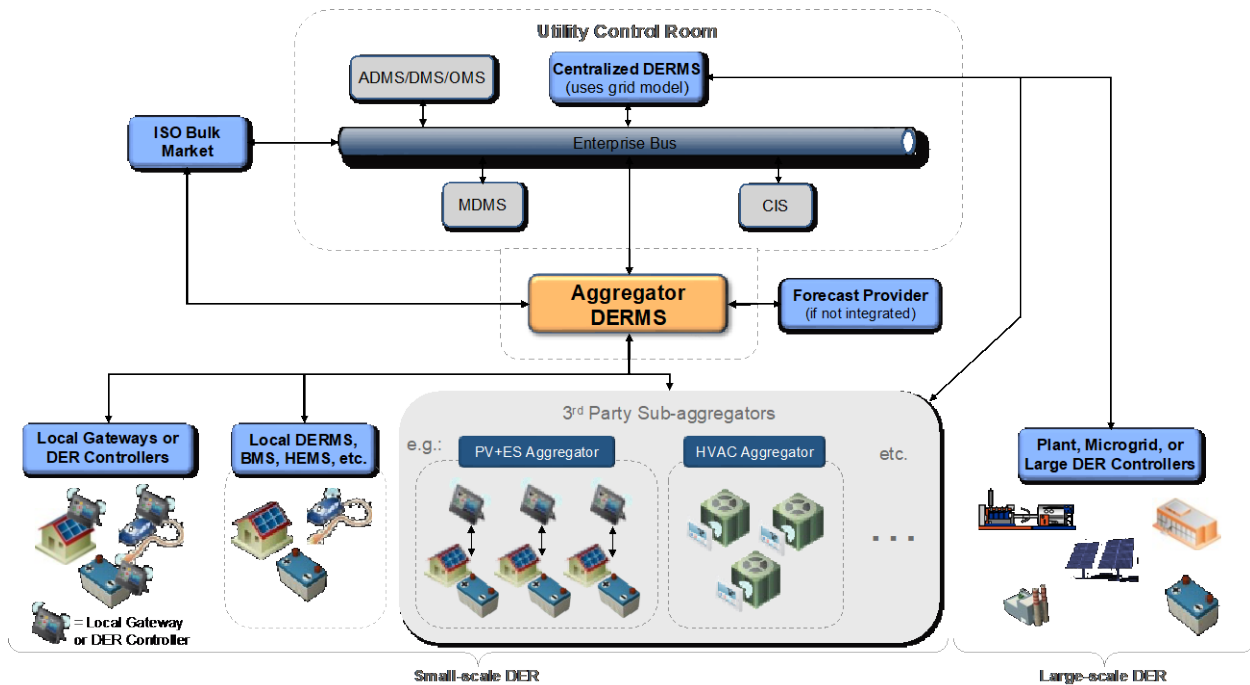 Utility Control Room
ADMS/DMS/OMS
Centralized DERMS
(uses grid model)
ISO Bulk
Market
Enterprise Bus
MDMS
CIS
Aggregator
DERMS
Forecast Provider
(if not integrated)
Local Gateways or
DER Controllers
Local DERMS,
BMS, HEMS, etc.
3rd Party Sub-aggregators
e.g.:
PV+ES Aggregator
HVAC Aggregator
etc.
. . .
Plant, Microgrid, or
Large DER Controllers
= Local Gateway
or DER Controller
Small-scale DER
Large-scale DER